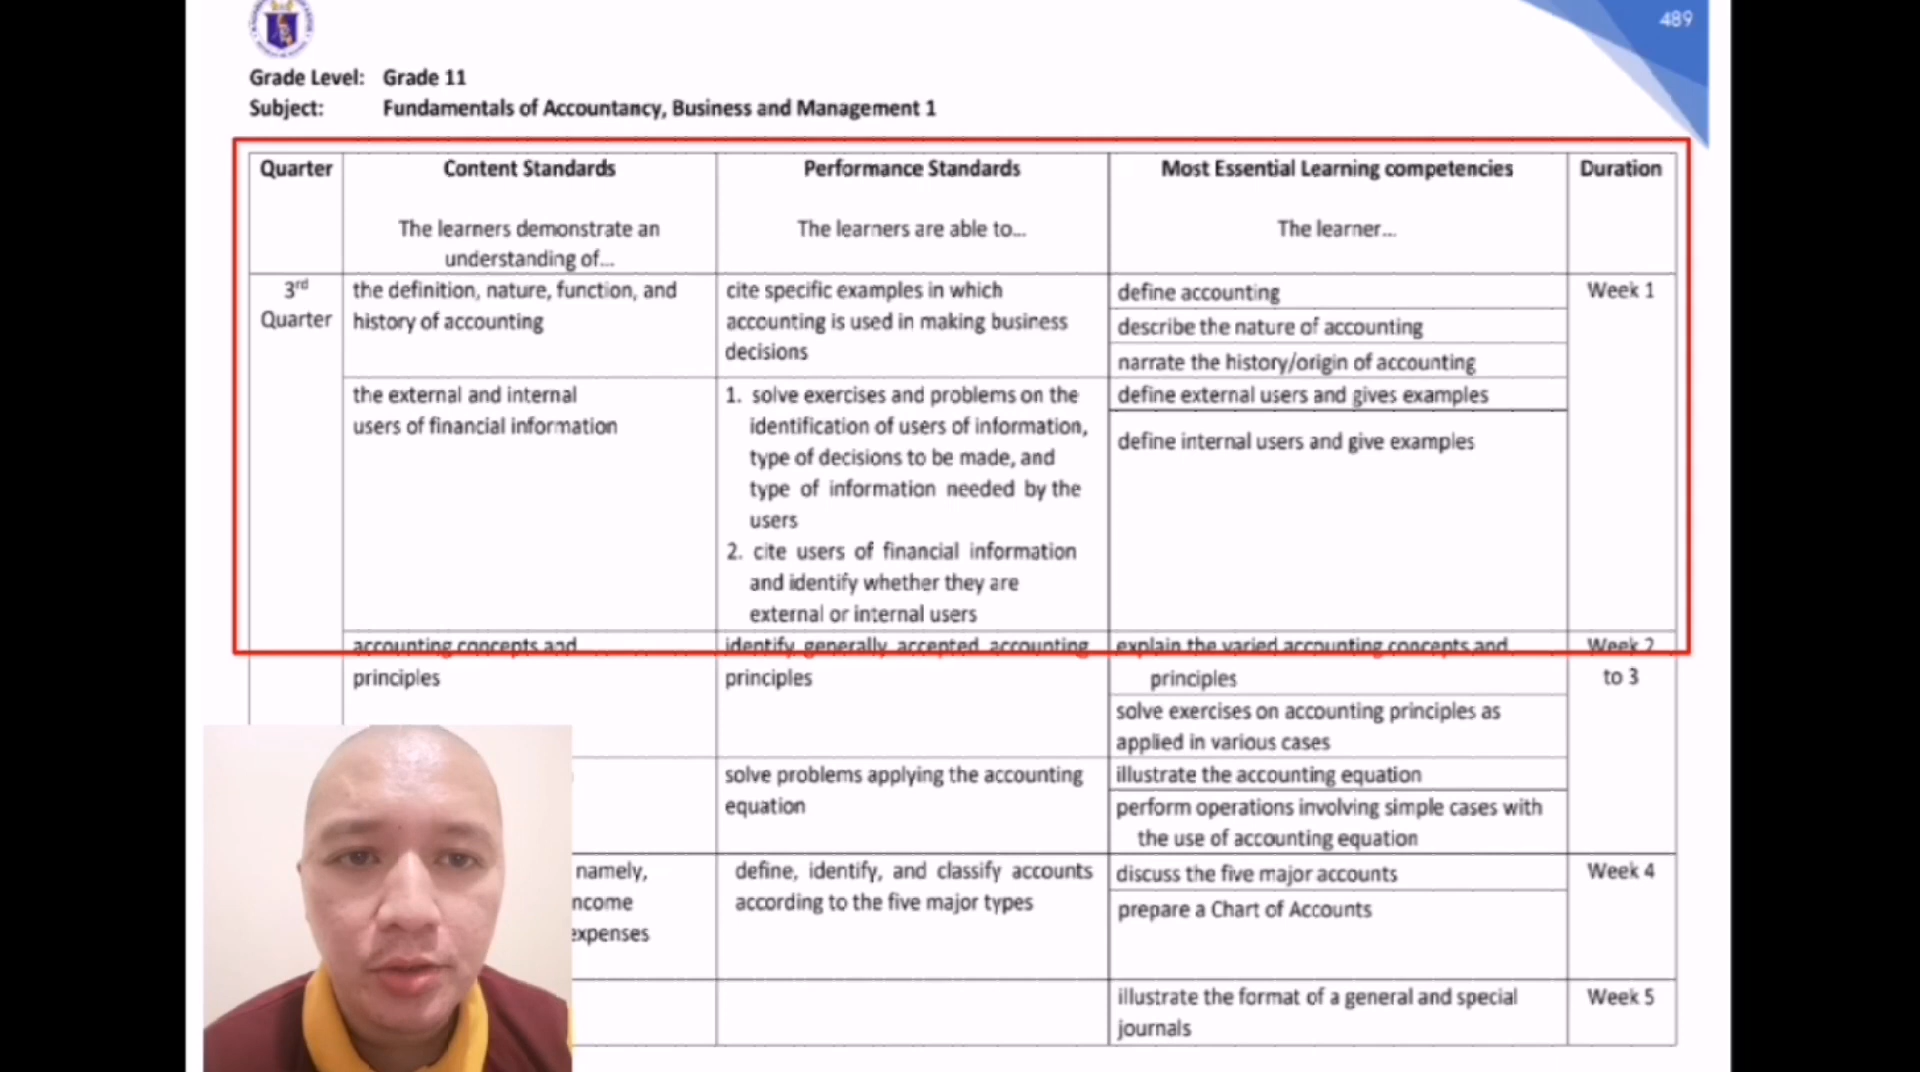 489
Grade Level: Grade 11
Subject: Fundamentals of Accountancy, Business and Management 1
Quarter
Content Standards
The learners demonstrate an
understanding of...
Performance Standards
The learners are able to...
Most Essential Learning competencies
The learner...
Duration
3rd
Quarter
the definition, nature, function, and
history of accounting
cite specific examples in which
accounting is used in making business
decisions
define accounting
describe the nature of accounting
narrate the history/origin of accounting
Week 1
the external and internal
users of financial information
1. solve exercises and problems on the
identification of users of information,
type of decisions to be made, and
type of information needed by the
users
2. cite users of financial information
and identify whether they are
external or internal users
define external users and gives examples
define internal users and give examples
accounting concepts and
principles
identify generally accepted accounting
principles
explain the varied accounting concepts and
principles
solve exercises on accounting principles as
applied in various cases
Week 2
to 3
solve problems applying the accounting
equation
illustrate the accounting equation
perform operations involving simple cases with
the use of accounting equation
namely,
ncome
expenses
define, identify, and classify accounts
according to the five major types
discuss the five major accounts
prepare a Chart of Accounts
Week 4
illustrate the format of a general and special
journals
Week 5